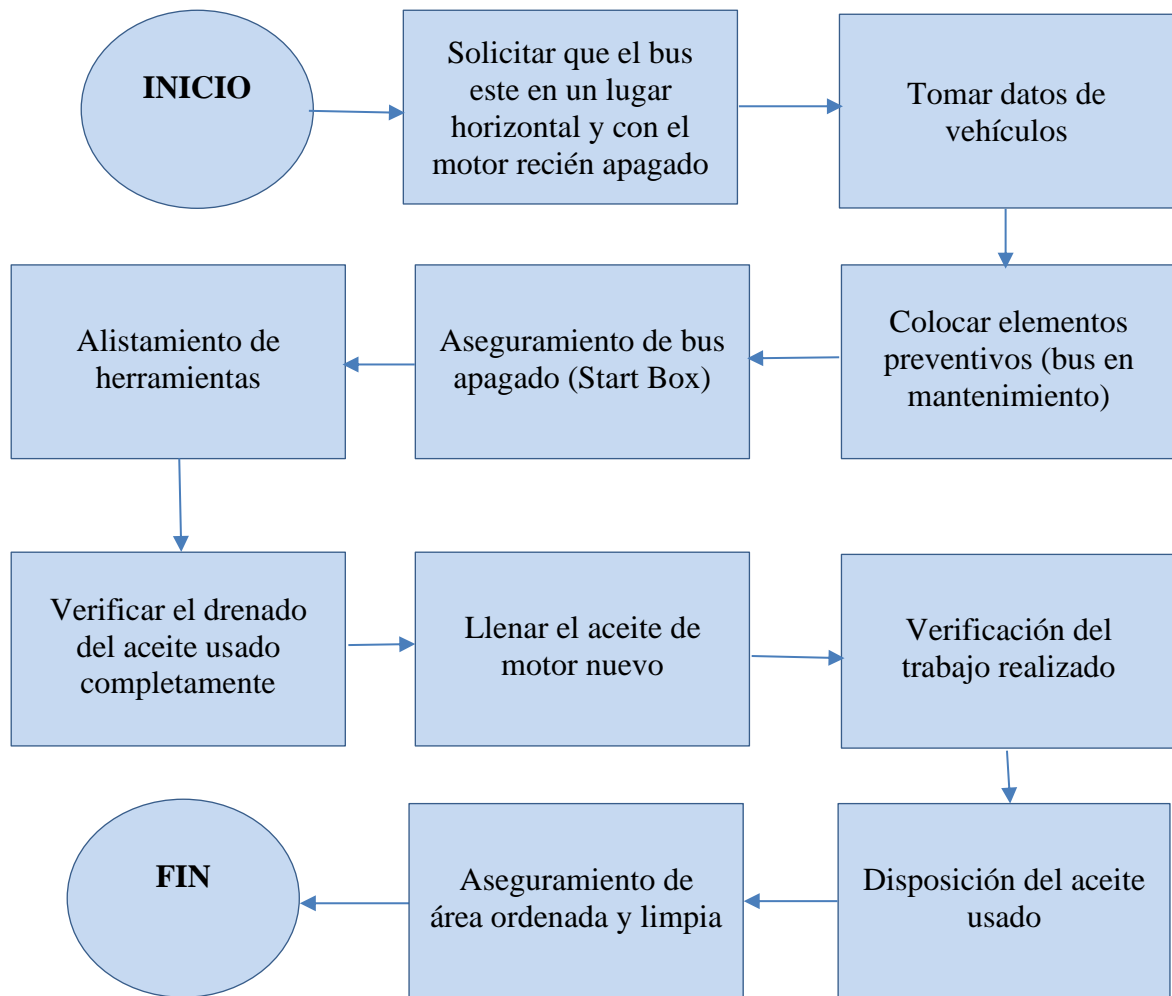 INICIO
Solicitar que el bus
este en un lugar
horizontal y con el
motor recién apagado
Tomar datos de
vehículos
Colocar elementos
preventivos (bus en
mantenimiento)
Aseguramiento de bus
apagado (Start Box)
Alistamiento de
herramientas
Verificar el drenado
del aceite usado
completamente
Llenar el aceite de
motor nuevo
Verificación del
trabajo realizado
Disposición del aceite
usado
Aseguramiento de
área ordenada y limpia
FIN